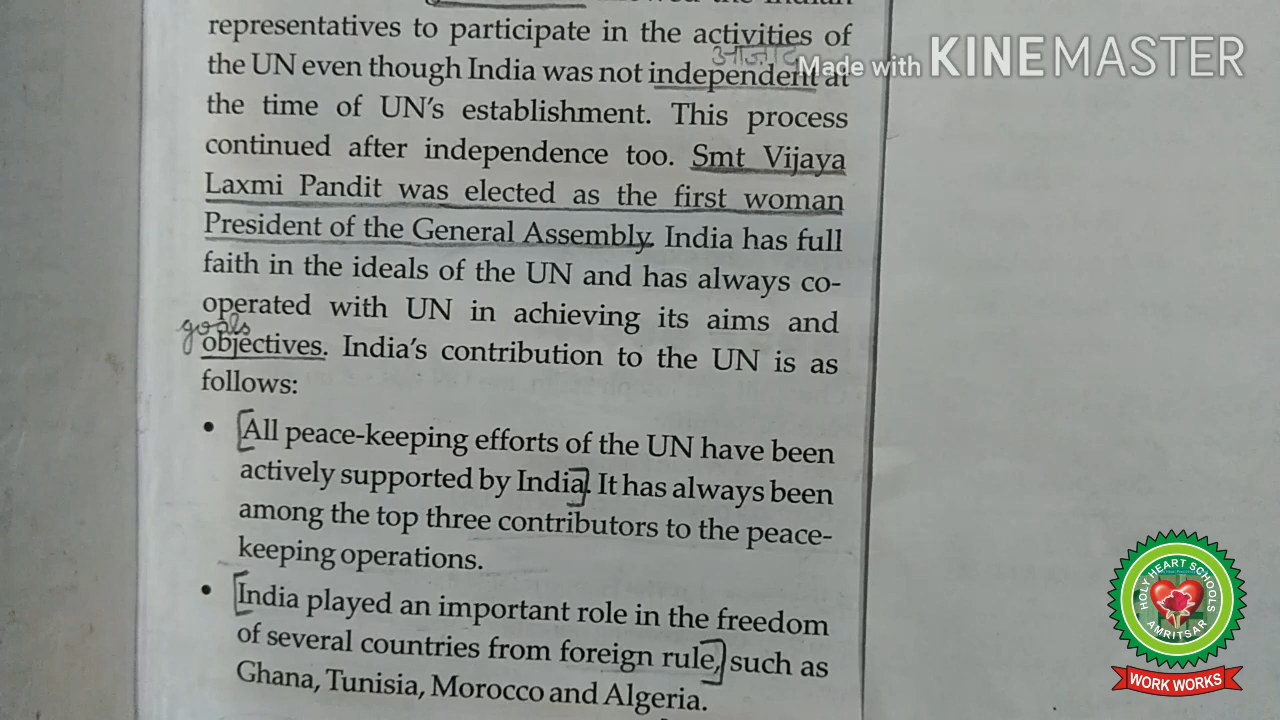 representatives to participate in the activities of
आज़ाद
the UN even though India was not independent at
Made with KINEMASTER
the time of UN's establishment. This process
continued after independence too. Smt Vijaya
Laxmi Pandit was elected as the first woman
President of the General Assembly. India has full
faith in the ideals of the UN and has always co-
operated with UN in achieving its aims and
goals
objectives. India's contribution to the UN is as
follows:
• [All peace-keeping efforts of the UN have been
actively supported by India]. It has always been
among the top three contributors to the peace-
keeping operations.
• [India played an important role in the freedom
of several countries from foreign rule,] such as
Ghana, Tunisia, Morocco and Algeria.
HOLY HEART SCHOOLS
AMRITSAR
WORK WORKS